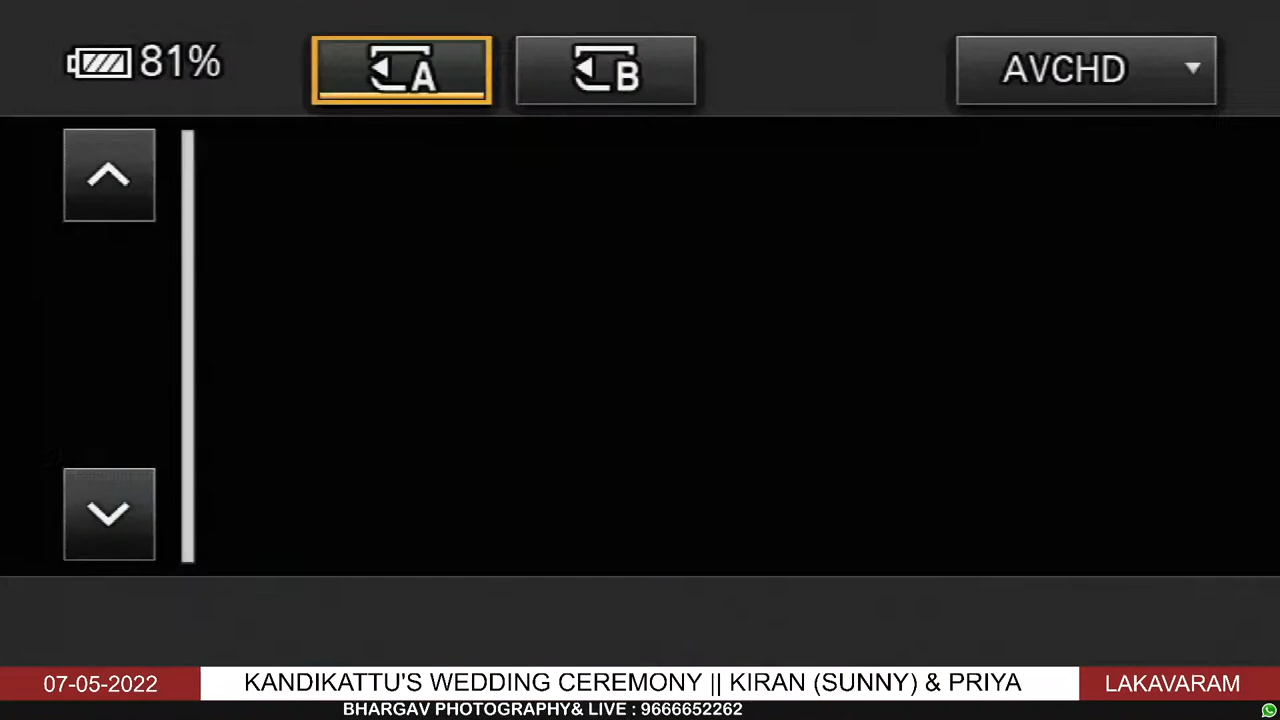 81% A B AVCHD
07-05-2022 KANDIKATTU'S WEDDING CEREMONY || KIRAN (SUNNY) & PRIYA LAKAVARAM
BHARGAV PHOTOGRAPHY& LIVE : 9666652262